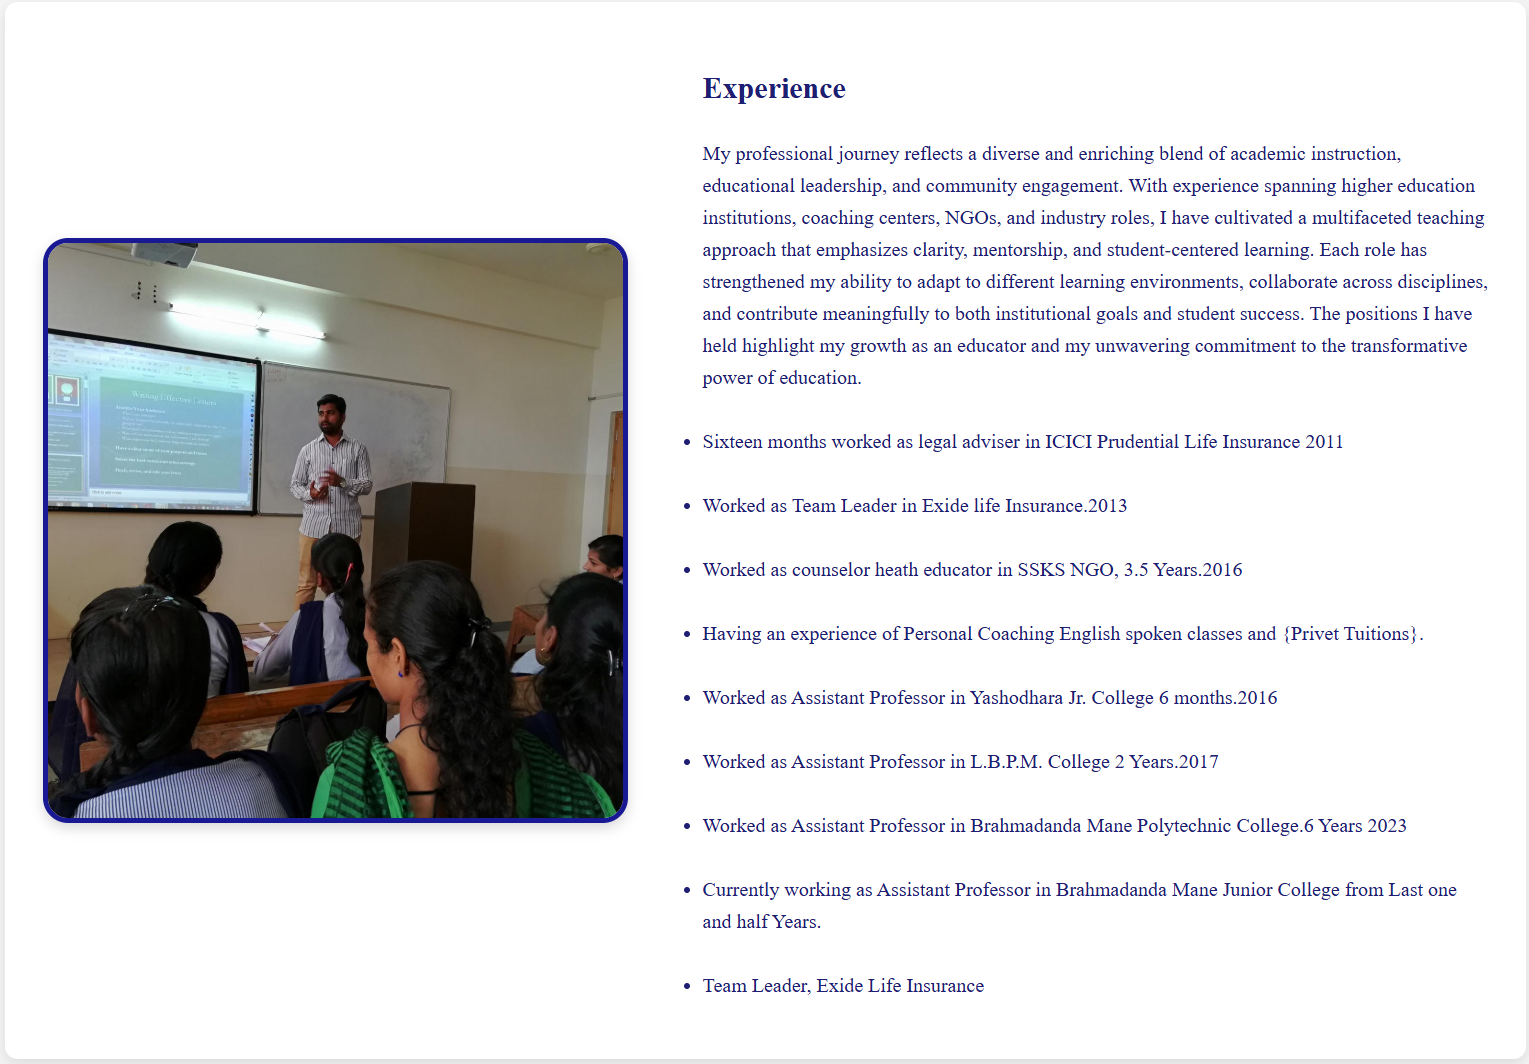 Experience
My professional journey reflects a diverse and enriching blend of academic instruction,
educational leadership, and community engagement. With experience spanning higher education
institutions, coaching centers, NGOs, and industry roles, I have cultivated a multifaceted teaching
approach that emphasizes clarity, mentorship, and student-centered learning. Each role has
strengthened my ability to adapt to different learning environments, collaborate across disciplines,
and contribute meaningfully to both institutional goals and student success. The positions I have
held highlight my growth as an educator and my unwavering commitment to the transformative
power of education.
• Sixteen months worked as legal adviser in ICICI Prudential Life Insurance 2011
• Worked as Team Leader in Exide life Insurance.2013
• Worked as counselor heath educator in SSKS NGO, 3.5 Years.2016
• Having an experience of Personal Coaching English spoken classes and {Privet Tuitions}.
• Worked as Assistant Professor in Yashodhara Jr. College 6 months.2016
• Worked as Assistant Professor in L.B.P.M. College 2 Years.2017
• Worked as Assistant Professor in Brahmadanda Mane Polytechnic College.6 Years 2023
• Currently working as Assistant Professor in Brahmadanda Mane Junior College from Last one
and half Years.
• Team Leader, Exide Life Insurance
Writing Effective Letters